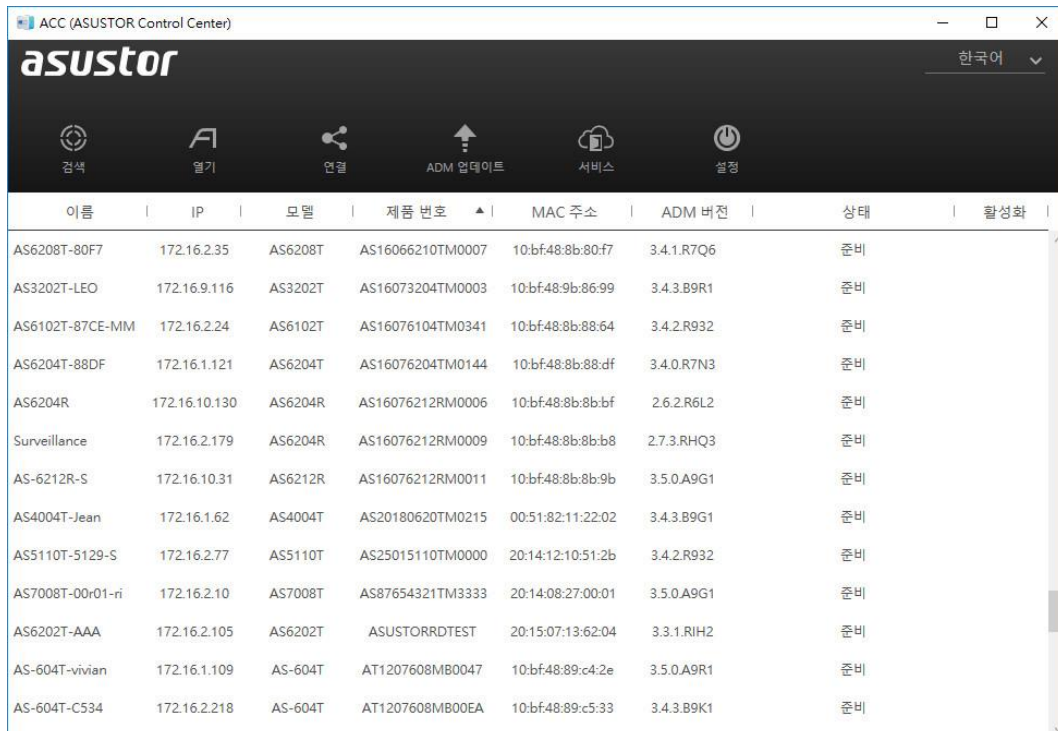 ACC (ASUSTOR Control Center)
asustor
한국어
검색 열기 연결 ADM 업데이트 서비스 설정
이름 IP 모델 제품 번호 MAC 주소 ADM 버전 상태 활성화
AS6208T-80F7 172.16.2.35 AS6208T AS16066210TM0007 10:bf:48:8b:80:f7 3.4.1.R7Q6 준비
AS3202T-LEO 172.16.9.116 AS3202T AS16073204TM0003 10:bf:48:9b:86:99 3.4.3.B9R1 준비
AS6102T-87CE-MM 172.16.2.24 AS6102T AS16076104TM0341 10:bf:48:8b:88:64 3.4.2.R932 준비
AS6204T-88DF 172.16.1.121 AS6204T AS16076204TM0144 10:bf:48:8b:88:df 3.4.0.R7N3 준비
AS6204R 172.16.10.130 AS6204R AS16076212RM0006 10:bf:48:8b:8b:bf 2.6.2.R6L2 준비
Surveillance 172.16.2.179 AS6204R AS16076212RM0009 10:bf:48:8b:8b:b8 2.7.3.RHQ3 준비
AS-6212R-S 172.16.10.31 AS6212R AS16076212RM0011 10:bf:48:8b:8b:9b 3.5.0.A9G1 준비
AS4004T-Jean 172.16.1.62 AS4004T AS20180620TM0215 00:51:82:11:22:02 3.4.3.B9G1 준비
AS5110T-5129-S 172.16.2.77 AS5110T AS25015110TM0000 20:14:12:10:51:2b 3.4.2.R932 준비
AS7008T-00r01-ri 172.16.2.10 AS7008T AS87654321TM3333 20:14:08:27:00:01 3.5.0.A9G1 준비
AS6202T-AAA 172.16.2.105 AS6202T ASUSTORRDTEST 20:15:07:13:62:04 3.3.1.RIH2 준비
AS-604T-vivian 172.16.1.109 AS-604T AT1207608MB0047 10:bf:48:89:c4:2e 3.5.0.A9R1 준비
AS-604T-C534 172.16.2.218 AS-604T AT1207608MB00EA 10:bf:48:89:c5:33 3.4.3.B9K1 준비